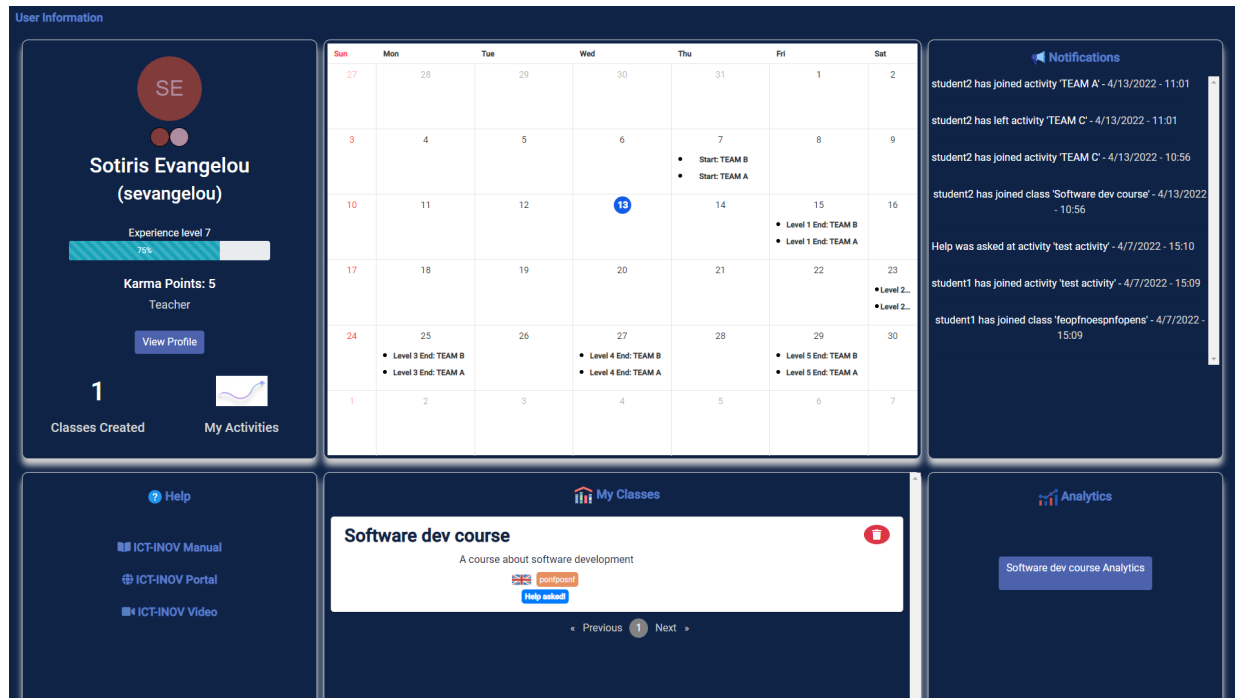 User Information
SE
Sotiris Evangelou
(sevangelou)
Experience level 7
75%
Karma Points: 5
Teacher
View Profile
1
Classes Created
My Activities
Sun Mon Tue Wed Thu Fri Sat
27 28 29 30 31 1 2
3 4 5 6 7 8 9
• Start: TEAM B
• Start: TEAM A
10 11 12 13 14 15 16
• Level 1 End: TEAM B
• Level 1 End: TEAM A
17 18 19 20 21 22 23
• Level 2...
• Level 2...
24 25 26 27 28 29 30
• Level 3 End: TEAM B • Level 4 End: TEAM B • Level 5 End: TEAM B
• Level 3 End: TEAM A • Level 4 End: TEAM A • Level 5 End: TEAM A
1 2 3 4 5 6 7
Notifications
student2 has joined activity 'TEAM A' - 4/13/2022 - 11:01
student2 has left activity 'TEAM C' - 4/13/2022 - 11:01
student2 has joined activity 'TEAM C' - 4/13/2022 - 10:56
student2 has joined class 'Software dev course' - 4/13/2022
- 10:56
Help was asked at activity 'test activity' - 4/7/2022 - 15:10
student1 has joined activity 'test activity' - 4/7/2022 - 15:09
student1 has joined class 'feopfnoespnfopens' - 4/7/2022 -
15:09
Help
ICT-INOV Manual
ICT-INOV Portal
ICT-INOV Video
My Classes
Software dev course
A course about software development
ponfposnf
Help asked!
« Previous 1 Next »
Analytics
Software dev course Analytics